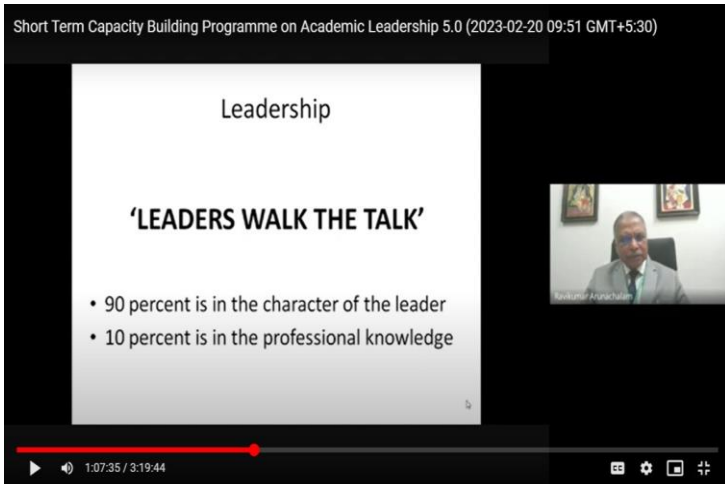 Short Term Capacity Building Programme on Academic Leadership 5.0 (2023-02-20 09:51 GMT+5:30)
Leadership
‘LEADERS WALK THE TALK’
• 90 percent is in the character of the leader
• 10 percent is in the professional knowledge
Ravikumar Arunachalam
1:07:35 / 3:19:44
CC